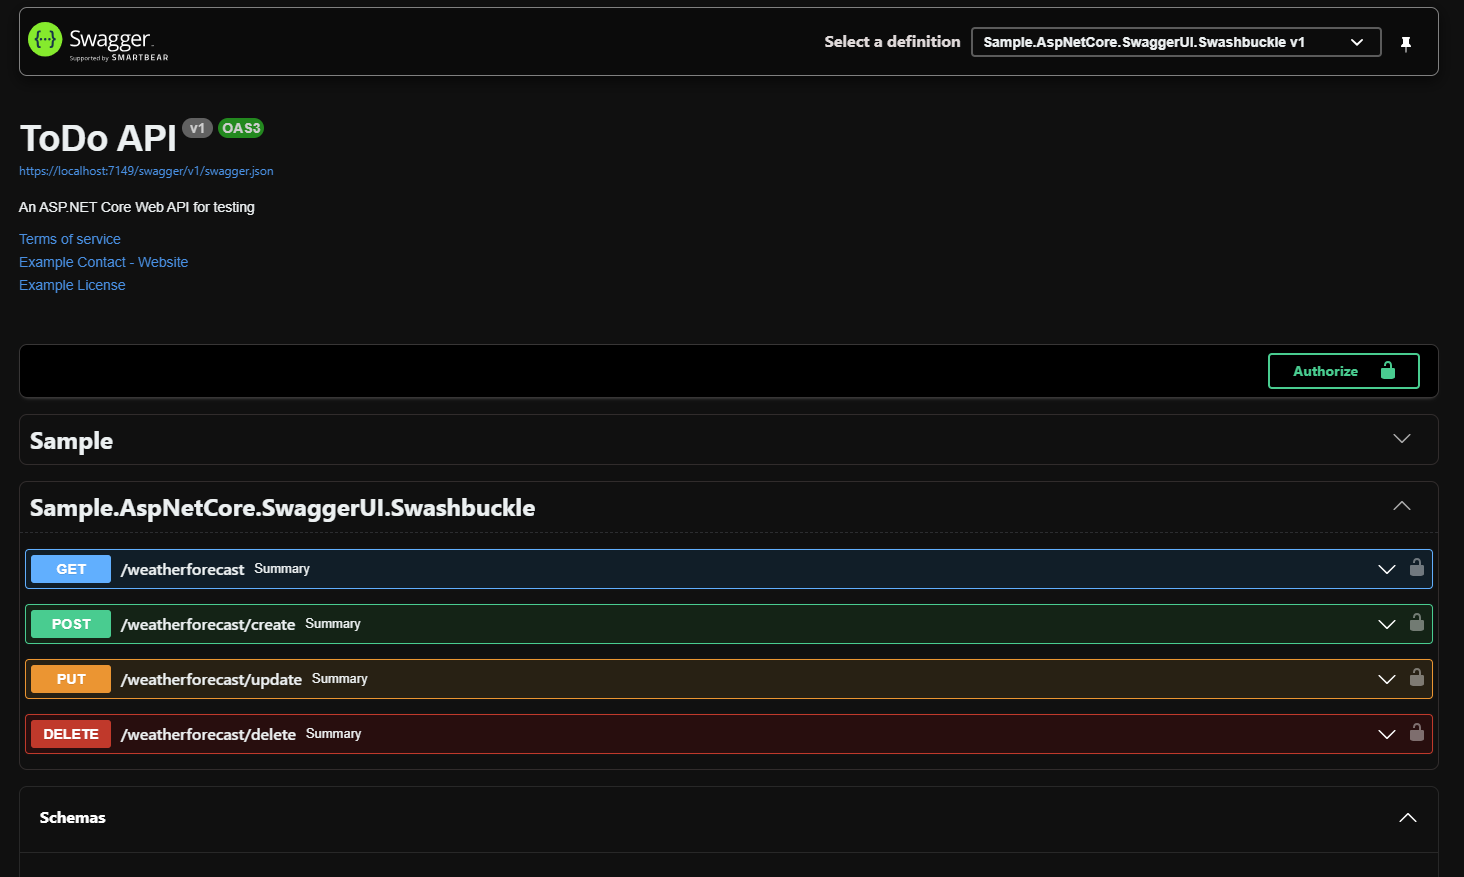 Swagger.
Supported by SMARTBEAR
Select a definition
Sample.AspNetCore.SwaggerUI.Swashbuckle v1
ToDo API v1 OAS3
https://localhost:7149/swagger/v1/swagger.json
An ASP.NET Core Web API for testing
Terms of service
Example Contact - Website
Example License
Authorize
Sample
Sample.AspNetCore.SwaggerUI.Swashbuckle
GET /weatherforecast Summary
POST /weatherforecast/create Summary
PUT /weatherforecast/update Summary
DELETE /weatherforecast/delete Summary
Schemas